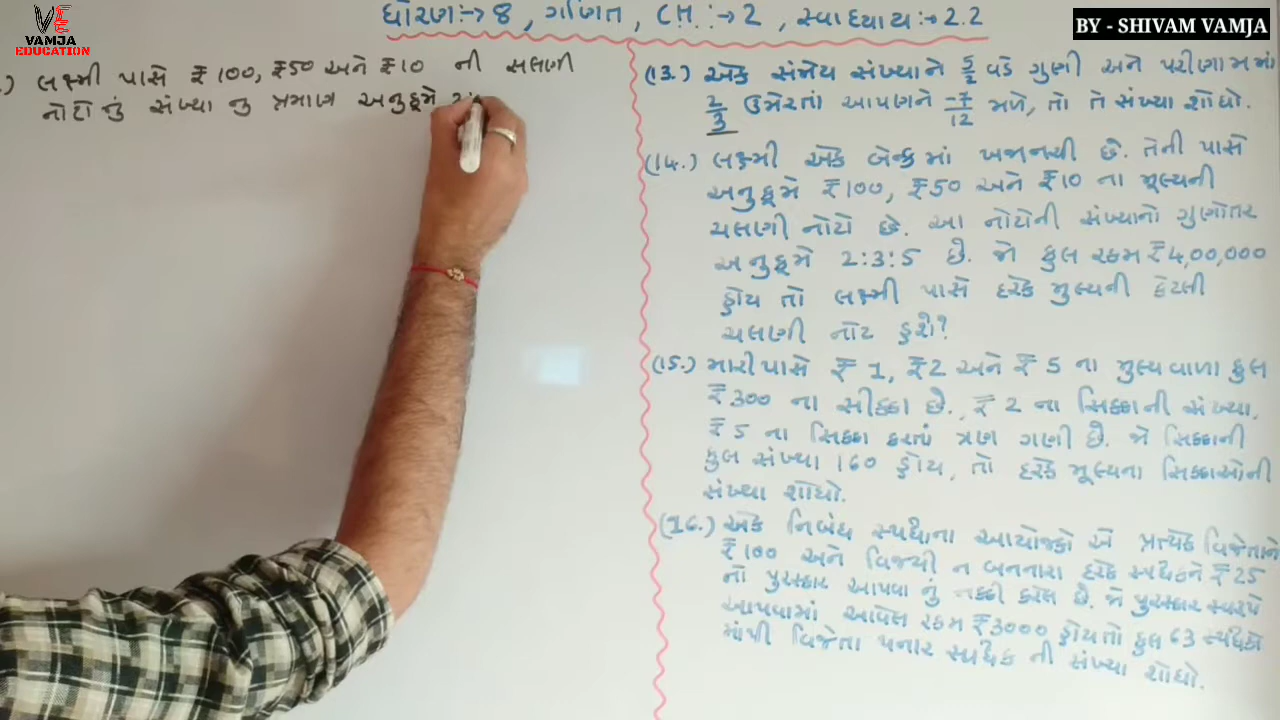 VE
VAMJA
EDUCATION
ધોરણ:→ 8 , ગણિત, CH.:→ 2 , સ્વાધ્યાય:→ 2.2
BY - SHIVAM VAMJA
.) લક્ષ્મી પાસે ₹100, ₹50 અને ₹10 ની ચલણી
નોટો નું સંખ્યા નુ પ્રમાણ અનુક્રમે 2:
(13.) એક સંમેય સંખ્યાને 5/2 વડે ગુણી અને પરીણામમાં
2/3 ઉમેરતાં આપણને -7/12 મળે, તો તે સંખ્યા શોધો.
(14.) લક્ષ્મી એક બેન્કમાં ખજાનચી છે. તેની પાસે
અનુક્રમે ₹100, ₹50 અને ₹10 ના મૂલ્યની
ચલણી નોટો છે. આ નોટોની સંખ્યાનો ગુણોતર
અનુક્રમે 2:3:5 છે. જો કુલ રકમ ₹4,00,000
હોય તો લક્ષ્મી પાસે દરેક મુલ્યની કેટલી
ચલણી નોટ હશે?
(15.) મારી પાસે ₹ 1, ₹2 અને ₹ 5 ના મુલ્યવાળા કુલ
₹300 ના સીક્કા છે. ₹ 2 ના સિક્કાની સંખ્યા,
₹5 ના સિક્કા કરતાં ત્રણ ગણી છે. જો સિક્કાની
કુલ સંખ્યા 160 હોય, તો દરેક મૂલ્યના સિક્કાઓની
સંખ્યા શોધો.
(16.) એક નિબંધ સ્પર્ધાના આયોજકો એ પ્રત્યેક વિજેતાને
₹100 અને વિજયી ન બનનારા દરેક સ્પર્ધકને ₹25
નો પુરસ્કાર આપવા નું નક્કી કરેલ છે. જો પુરસ્કાર સ્વરૂપે
આપવામાં આવેલ રકમ ₹3000 હોય તો કુલ 63 સ્પર્ધકો
માંથી વિજેતા થનાર સ્પર્ધક ની સંખ્યા શોધો.